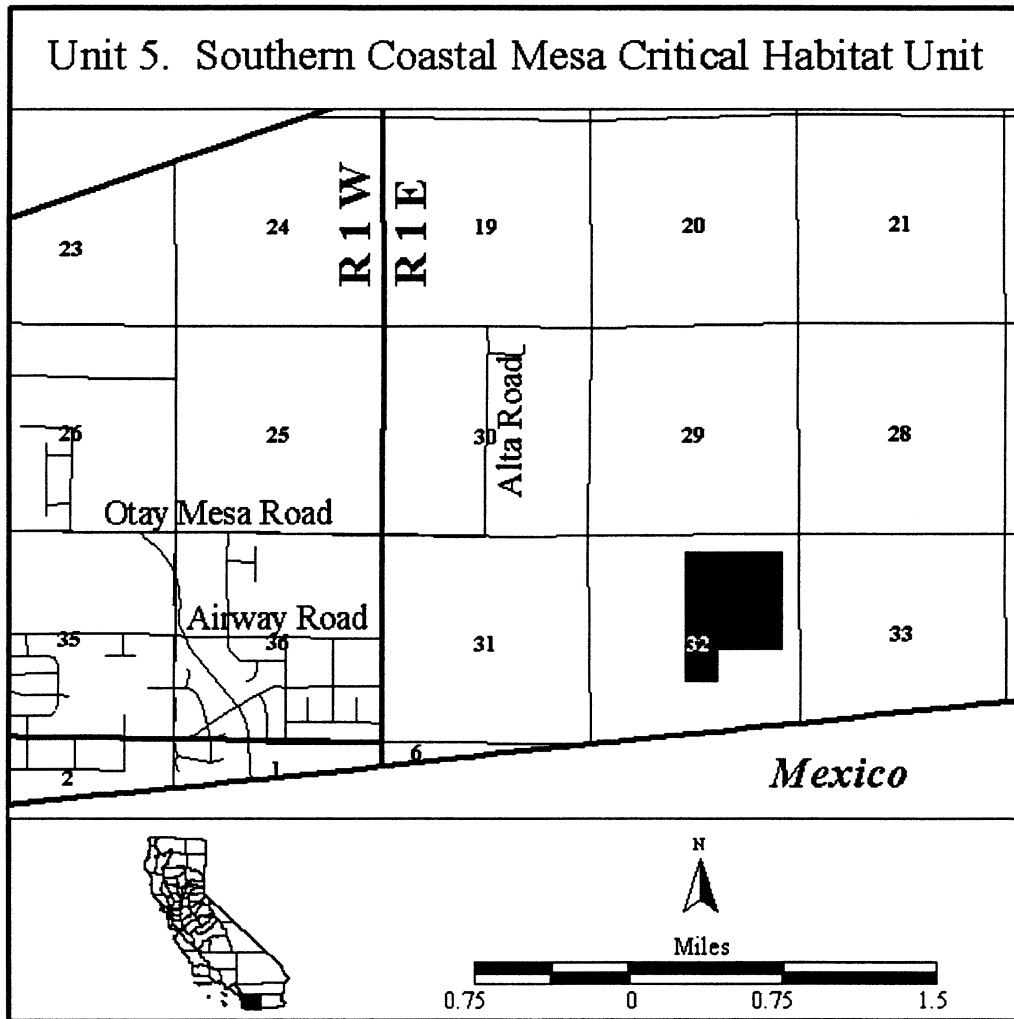 Unit 5. Southern Coastal Mesa Critical Habitat Unit
R 1 W
R 1 E
23
24
19
20
21
26
25
30
Alta Road
29
28
Otay Mesa Road
Airway Road
35
36
31
32
33
2
1
6
Mexico
N
Miles
0.75 0 0.75 1.5